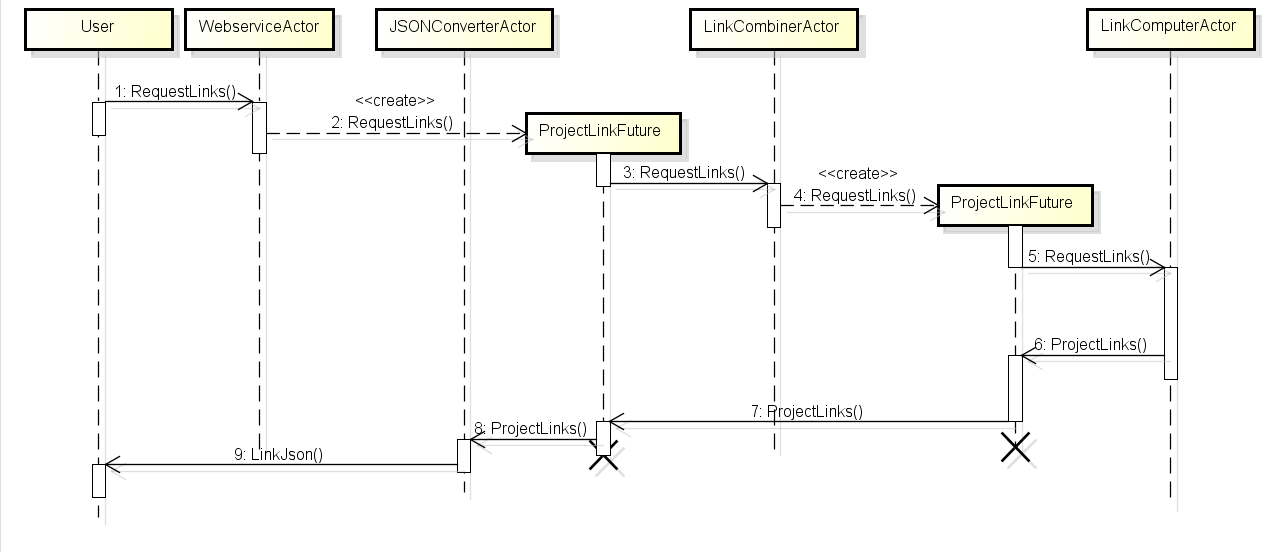 User
WebserviceActor
JSONConverterActor
LinkCombinerActor
LinkComputerActor
1: RequestLinks()
<<create>>
2: RequestLinks()
ProjectLinkFuture
3: RequestLinks()
<<create>>
4: RequestLinks()
ProjectLinkFuture
5: RequestLinks()
6: ProjectLinks()
7: ProjectLinks()
8: ProjectLinks()
9: LinkJson()